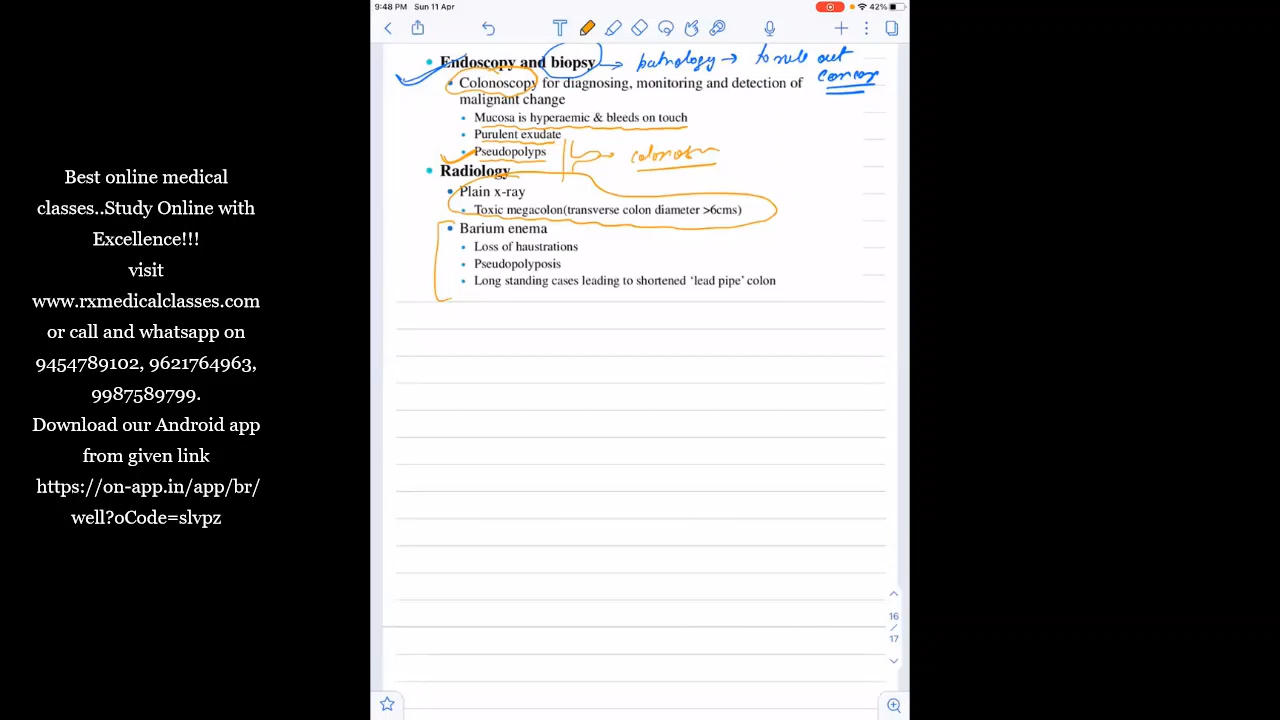 9:48 PM Sun 11 Apr
42%
Best online medical
classes..Study Online with
Excellence!!!
visit
www.rxmedicalclasses.com
or call and whatsapp on
9454789102, 9621764963,
9987589799.
Download our Android app
from given link
https://on-app.in/app/br/
well?oCode=slvpz
Endoscopy and biopsy → pathology → to rule out
cancer
Colonoscopy for diagnosing, monitoring and detection of
malignant change
Mucosa is hyperaemic & bleeds on touch
Purulent exudate
Pseudopolyps
Radiology
Plain x-ray
Toxic megacolon(transverse colon diameter >6cms)
Barium enema
Loss of haustrations
Pseudopolyposis
Long standing cases leading to shortened ‘lead pipe’ colon
16
/
17